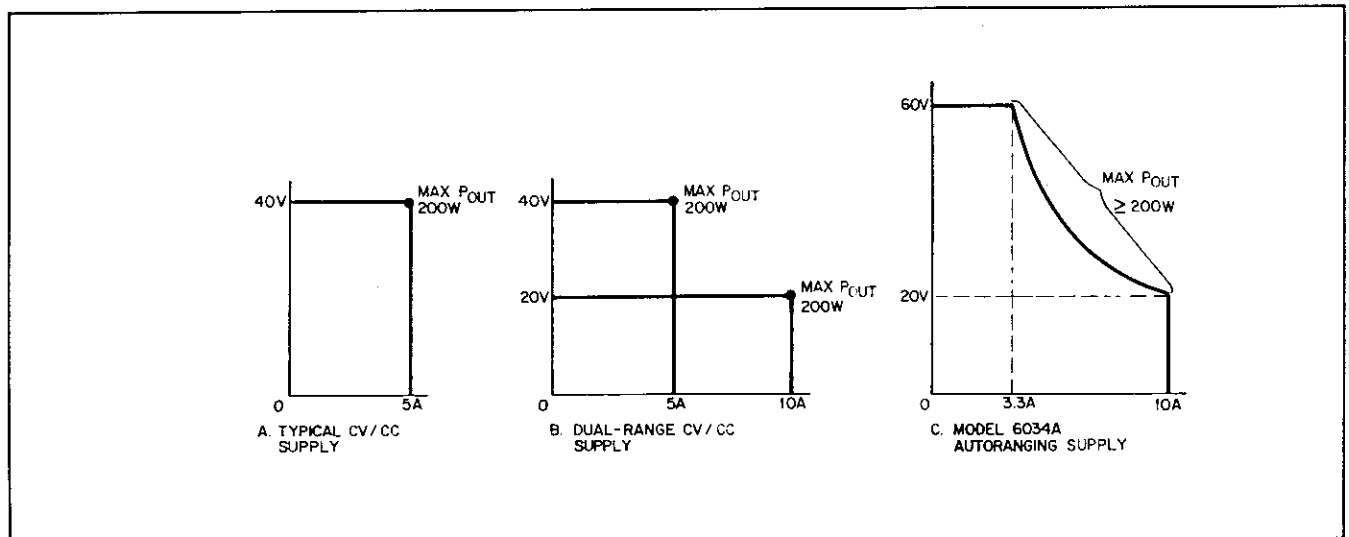 40V
MAX POUT
200W
0
5A
A. TYPICAL CV/CC
SUPPLY
40V
MAX POUT
200W
20V
MAX POUT
200W
0
5A
10A
B. DUAL-RANGE CV/CC
SUPPLY
60V
MAX POUT
≥ 200W
20V
0
3.3A
10A
C. MODEL 6034A
AUTORANGING SUPPLY